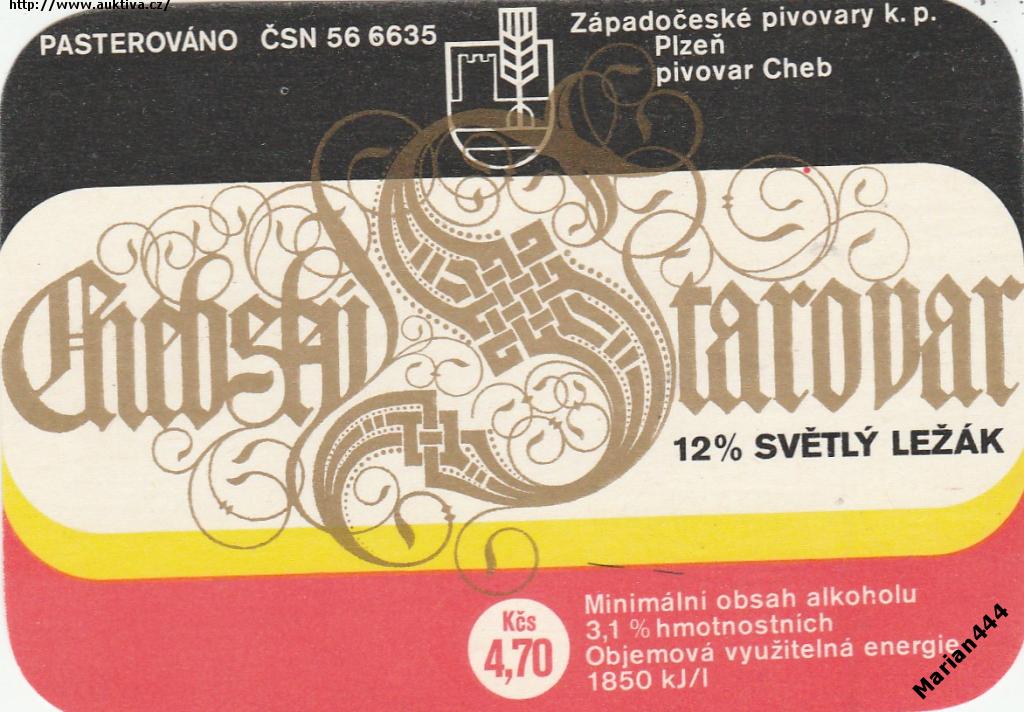 http://www.auktiva.cz/
PASTEROVÁNO ČSN 56 6635
Západočeské pivovary k. p.
Plzeň
pivovar Cheb
Chebský Starovar
12% SVĚTLÝ LEŽÁK
Kčs
4,70
Minimální obsah alkoholu
3,1 % hmotnostních
Objemová využitelná energie
1850 kJ/l
Marian444